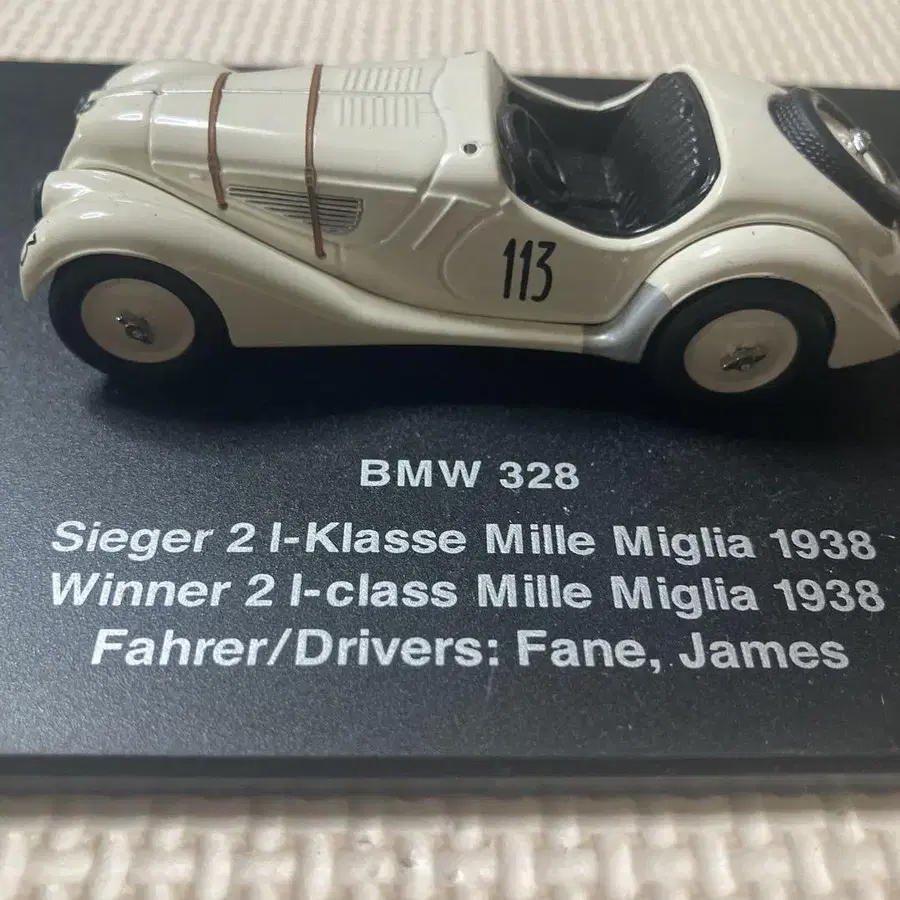 113
BMW 328
Sieger 2 l-Klasse Mille Miglia 1938
Winner 2 l-class Mille Miglia 1938
Fahrer/Drivers: Fane, James